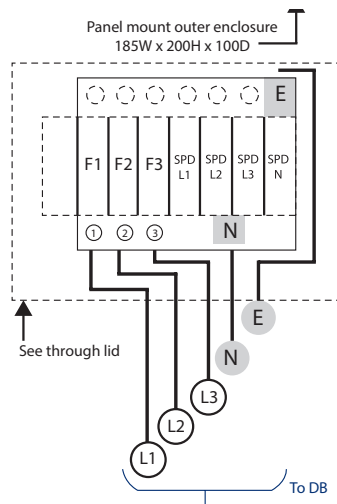 Panel mount outer enclosure
185W x 200H x 100D
E
F1 F2 F3 SPD L1 SPD L2 SPD L3 SPD N
1 2 3 N
E
See through lid
N
L3
L2
L1
To DB